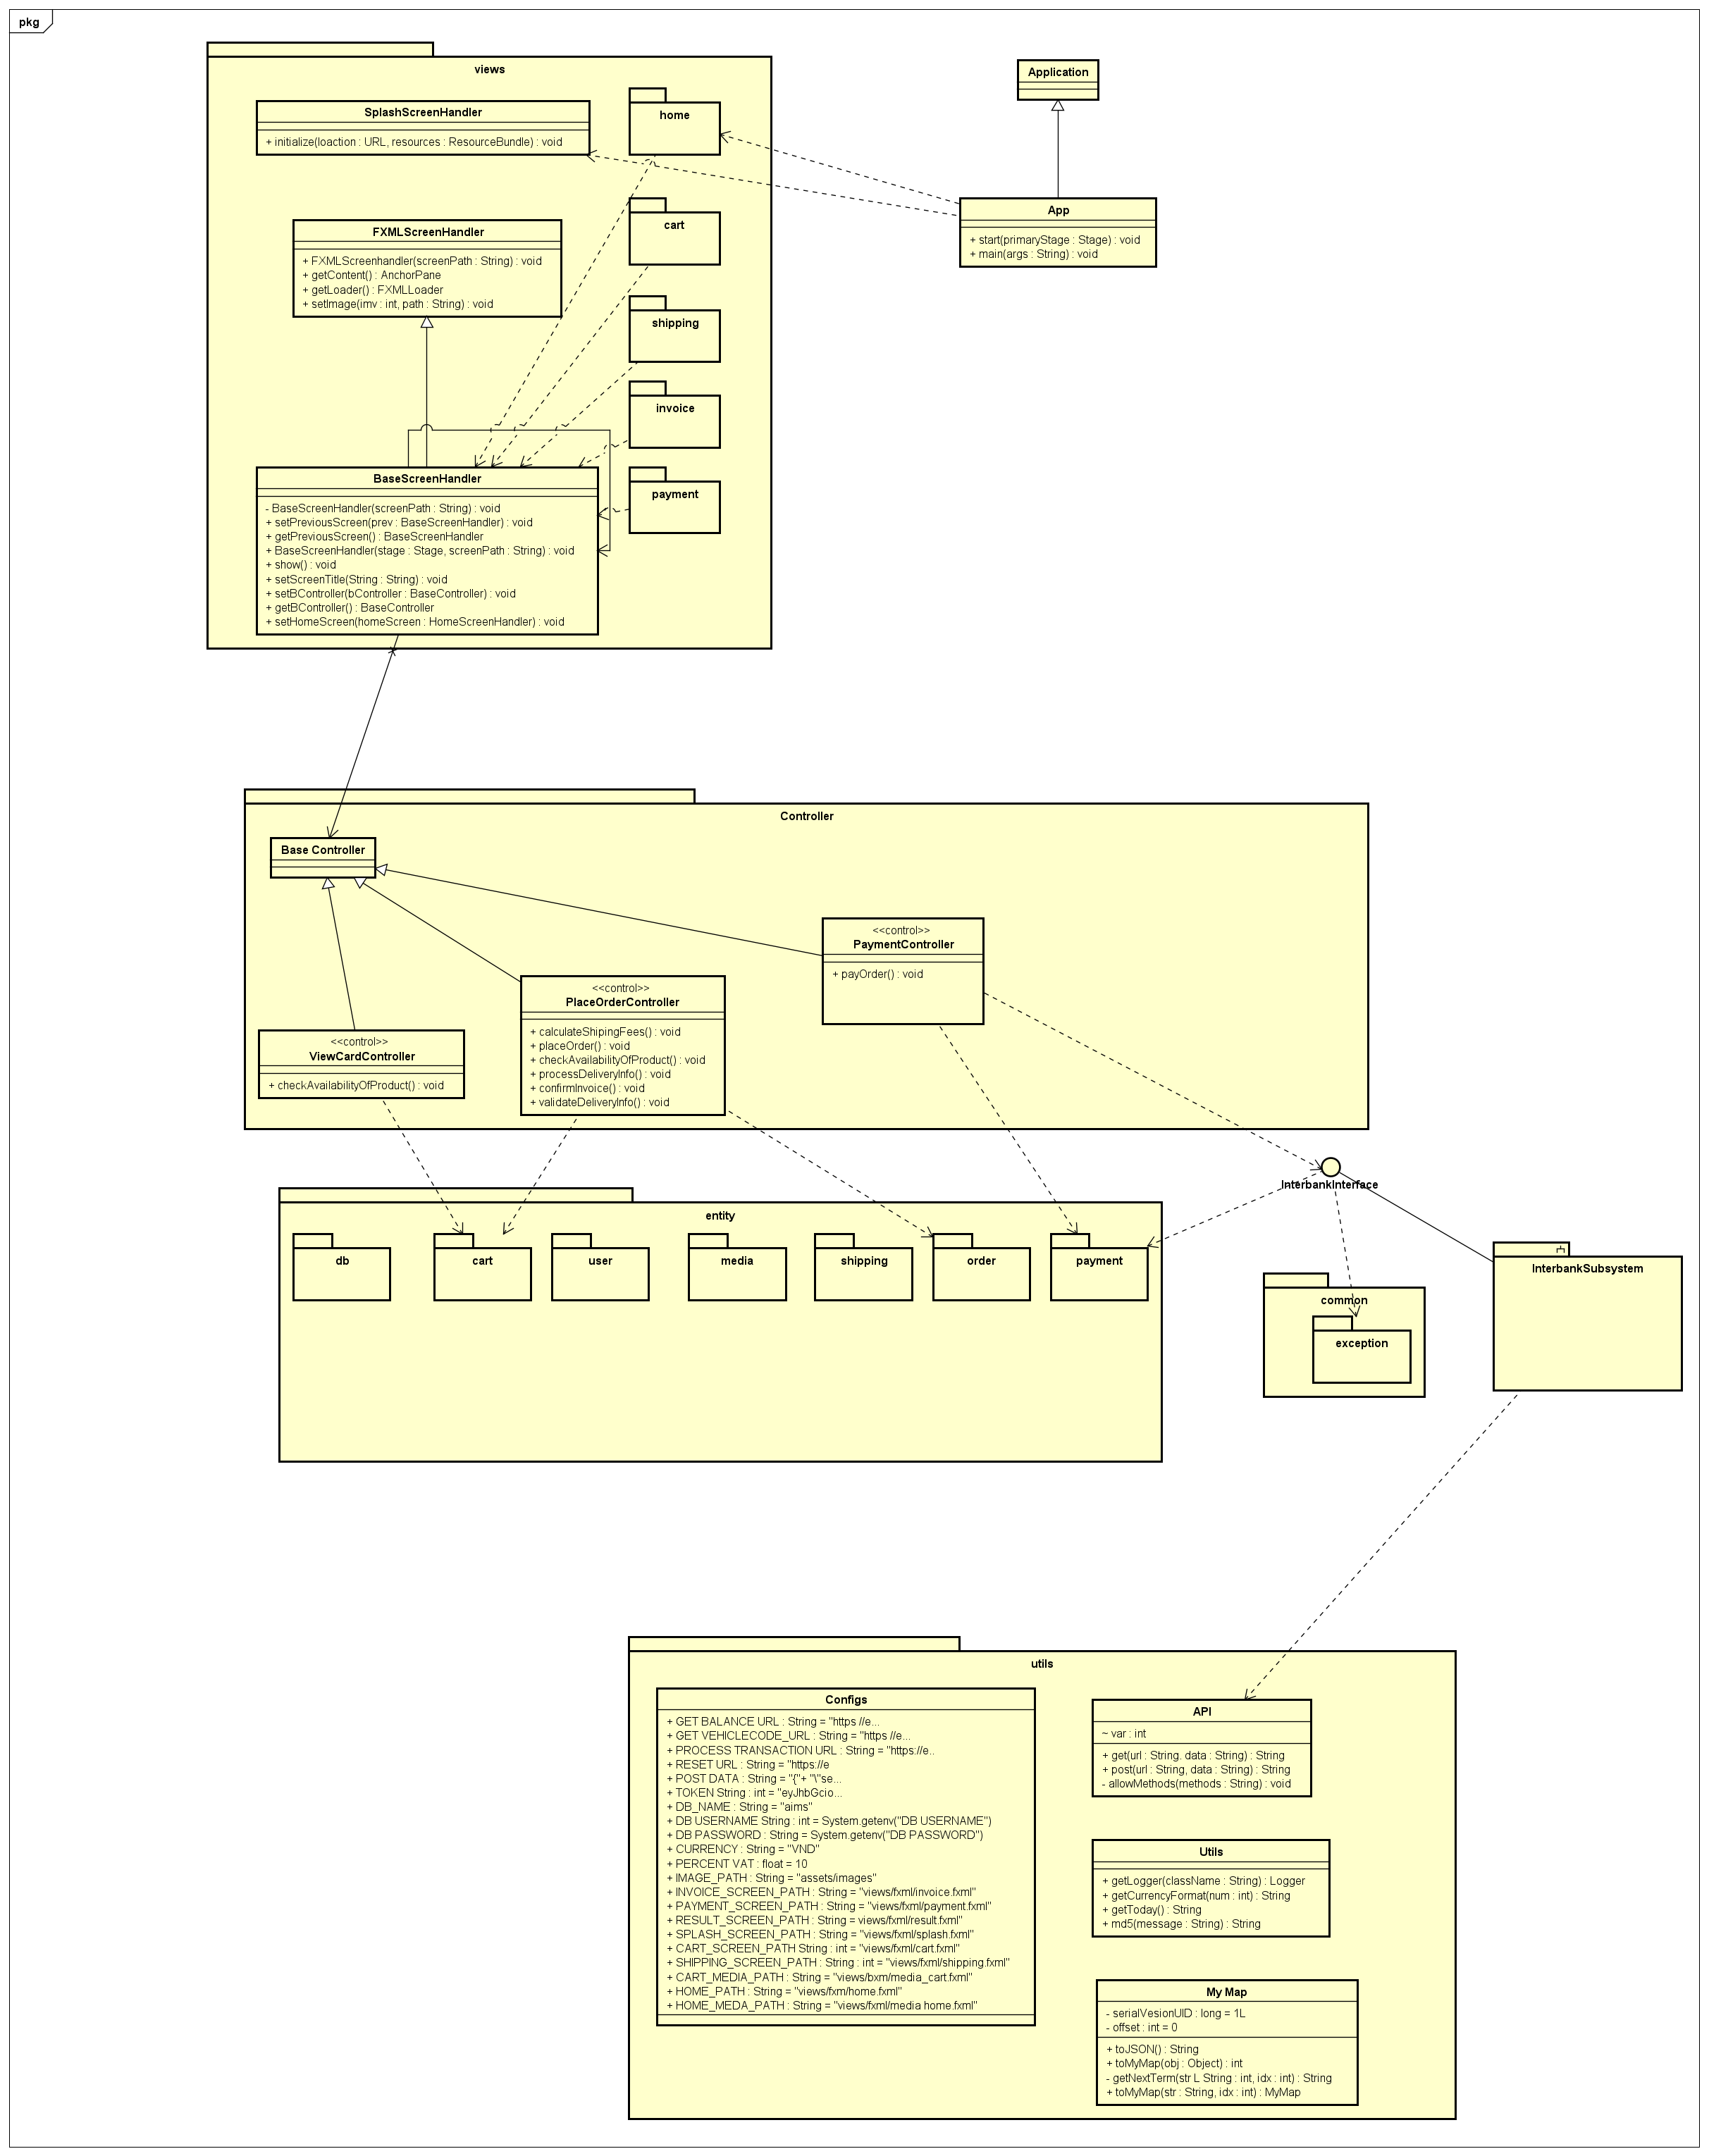 pkg
views
SplashScreenHandler
+ initialize(loaction : URL, resources : ResourceBundle) : void
home
Application
App
+ start(primaryStage : Stage) : void
+ main(args : String) : void
FXMLScreenHandler
+ FXMLScreenhandler(screenPath : String) : void
+ getContent() : AnchorPane
+ getLoader() : FXMLLoader
+ setImage(imv : int, path : String) : void
cart
shipping
invoice
payment
BaseScreenHandler
- BaseScreenHandler(screenPath : String) : void
+ setPreviousScreen(prev : BaseScreenHandler) : void
+ getPreviousScreen() : BaseScreenHandler
+ BaseScreenHandler(stage : Stage, screenPath : String) : void
+ show() : void
+ setScreenTitle(String : String) : void
+ setBController(bController : BaseController) : void
+ getBController() : BaseController
+ setHomeScreen(homeScreen : HomeScreenHandler) : void
Controller
Base Controller
<<control>>
PaymentController
+ payOrder() : void
<<control>>
PlaceOrderController
+ calculateShipingFees() : void
+ placeOrder() : void
+ checkAvailabilityOfProduct() : void
+ processDeliveryInfo() : void
+ confirmInvoice() : void
+ validateDeliveryInfo() : void
<<control>>
ViewCardController
+ checkAvailabilityOfProduct() : void
InterbankInterface
entity
db
cart
user
media
shipping
order
payment
common
exception
InterbankSubsystem
utils
Configs
+ GET BALANCE URL : String = "https //e...
+ GET VEHICLECODE_URL : String = "https //e...
+ PROCESS TRANSACTION URL : String = "https://e..
+ RESET URL : String = "https://e
+ POST DATA : String = "{"+ "\"se...
+ TOKEN String : int = "eyJhbGcio...
+ DB_NAME : String = "aims"
+ DB USERNAME String : int = System.getenv("DB USERNAME")
+ DB PASSWORD : String = System.getenv("DB PASSWORD")
+ CURRENCY : String = "VND"
+ PERCENT VAT : float = 10
+ IMAGE_PATH : String = "assets/images"
+ INVOICE_SCREEN_PATH : String = "views/fxml/invoice.fxml"
+ PAYMENT_SCREEN_PATH : String = "views/fxml/payment.fxml"
+ RESULT_SCREEN_PATH : String = views/fxml/result.fxml"
+ SPLASH_SCREEN_PATH : String = "views/fxml/splash.fxml"
+ CART_SCREEN_PATH String : int = "views/fxml/cart.fxml"
+ SHIPPING_SCREEN_PATH : String : int = "views/fxml/shipping.fxml"
+ CART_MEDIA_PATH : String = "views/bxm/media_cart.fxml"
+ HOME_PATH : String = "views/fxm/home.fxml"
+ HOME_MEDA_PATH : String = "views/fxml/media home.fxml"
API
~ var : int
+ get(url : String. data : String) : String
+ post(url : String, data : String) : String
- allowMethods(methods : String) : void
Utils
+ getLogger(className : String) : Logger
+ getCurrencyFormat(num : int) : String
+ getToday() : String
+ md5(message : String) : String
My Map
- serialVesionUID : long = 1L
- offset : int = 0
+ toJSON() : String
+ toMyMap(obj : Object) : int
- getNextTerm(str L String : int, idx : int) : String
+ toMyMap(str : String, idx : int) : MyMap